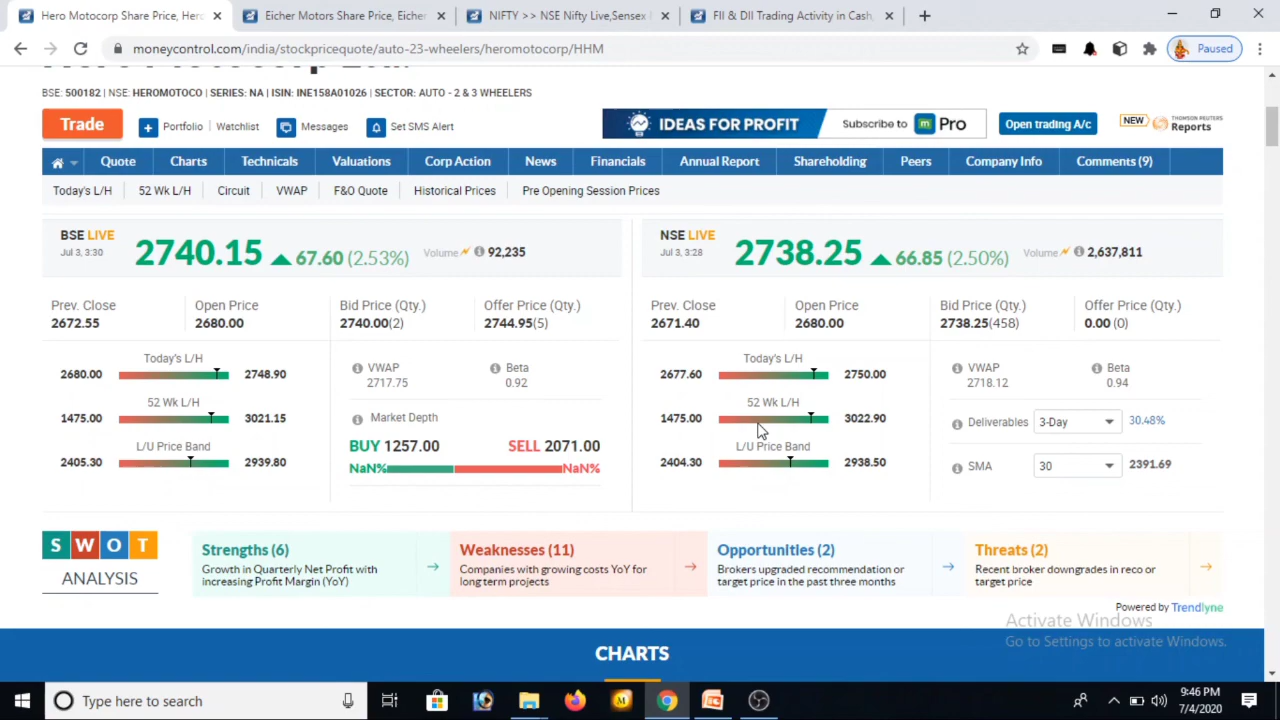 Hero Motocorp Share Price, Hero
Eicher Motors Share Price, Eicher
NIFTY >> NSE Nifty Live,Sensex
FII & DII Trading Activity in Cash,
moneycontrol.com/india/stockpricequote/auto-23-wheelers/heromotocorp/HHM
Paused
Hero Motocorp Ltd.
BSE: 500182 | NSE: HEROMOTOCO | SERIES: NA | ISIN: INE158A01026 | SECTOR: AUTO - 2 & 3 WHEELERS
Trade
Portfolio | Watchlist
Messages
Set SMS Alert
IDEAS FOR PROFIT
Subscribe to m Pro
Open trading A/c
NEW
THOMSON REUTERS
Reports
Quote Charts Technicals Valuations Corp Action News Financials Annual Report Shareholding Peers Company Info Comments (9)
Today's L/H 52 Wk L/H Circuit VWAP F&O Quote Historical Prices Pre Opening Session Prices
BSE LIVE
Jul 3, 3:30
2740.15 67.60 (2.53%)
Volume 92,235
Prev. Close
2672.55
Open Price
2680.00
Bid Price (Qty.)
2740.00(2)
Offer Price (Qty.)
2744.95(5)
Today's L/H
2680.00 2748.90
52 Wk L/H
1475.00 3021.15
L/U Price Band
2405.30 2939.80
VWAP
2717.75
Beta
0.92
Market Depth
BUY 1257.00 SELL 2071.00
NaN% NaN%
NSE LIVE
Jul 3, 3:28
2738.25 66.85 (2.50%)
Volume 2,637,811
Prev. Close
2671.40
Open Price
2680.00
Bid Price (Qty.)
2738.25(458)
Offer Price (Qty.)
0.00 (0)
Today's L/H
2677.60 2750.00
52 Wk L/H
1475.00 3022.90
L/U Price Band
2404.30 2938.50
VWAP
2718.12
Beta
0.94
Deliverables 3-Day 30.48%
SMA 30 2391.69
SWOT
ANALYSIS
Strengths (6)
Growth in Quarterly Net Profit with
increasing Profit Margin (YoY)
Weaknesses (11)
Companies with growing costs YoY for
long term projects
Opportunities (2)
Brokers upgraded recommendation or
target price in the past three months
Threats (2)
Recent broker downgrades in reco or
target price
Powered by Trendlyne
Activate Windows
Go to Settings to activate Windows.
CHARTS
Type here to search
9:46 PM
7/4/2020